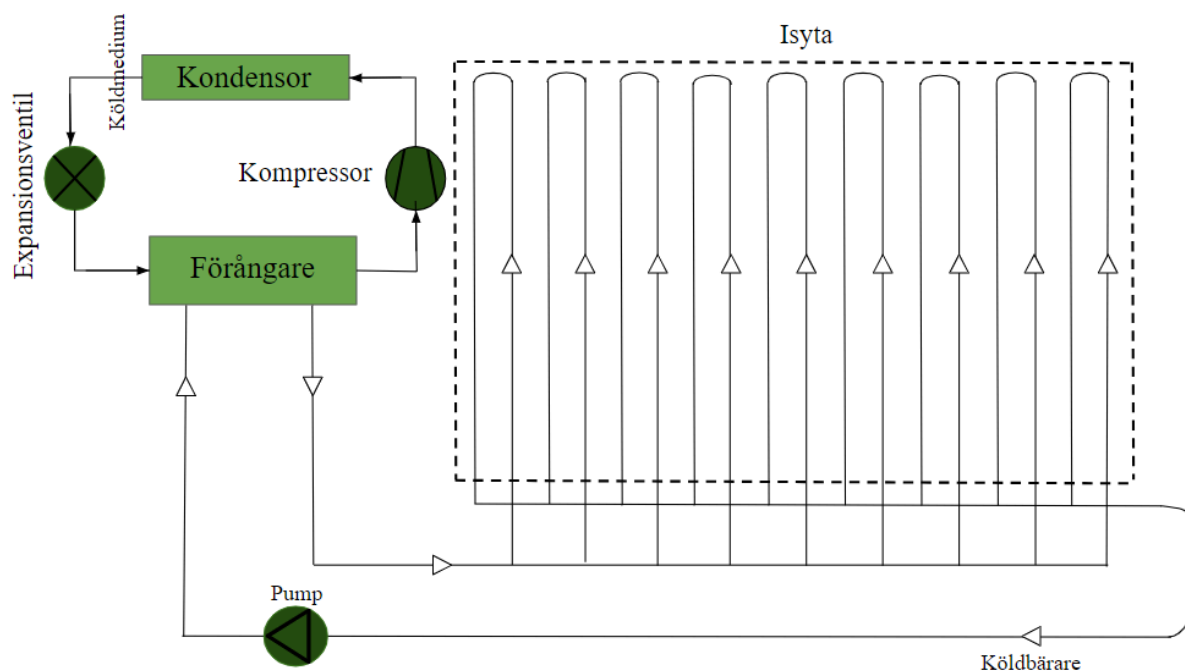 Isyta
Köldmedium
Kondensor
Expansionsventil
Kompressor
Förångare
Pump
Köldbärare